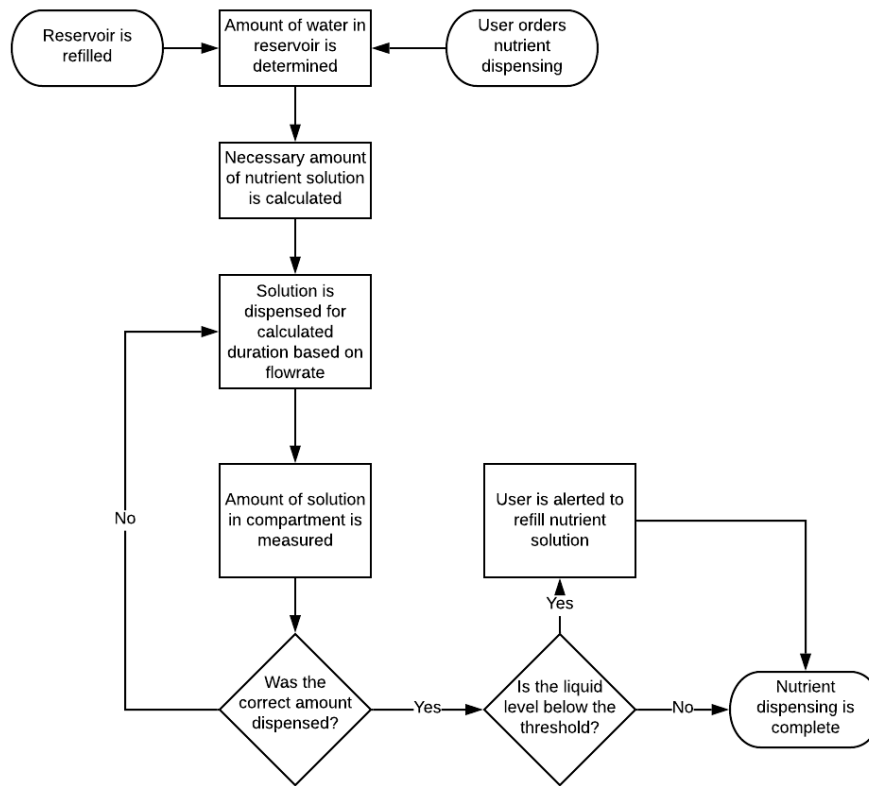 Reservoir is
refilled
Amount of water in
reservoir is
determined
User orders
nutrient
dispensing
Necessary amount
of nutrient solution
is calculated
Solution is
dispensed for
calculated
duration based on
flowrate
Amount of solution
in compartment is
measured
User is alerted to
refill nutrient
solution
No
Yes
Was the
correct amount
dispensed?
Yes
Is the liquid
level below the
threshold?
No
Nutrient
dispensing is
complete